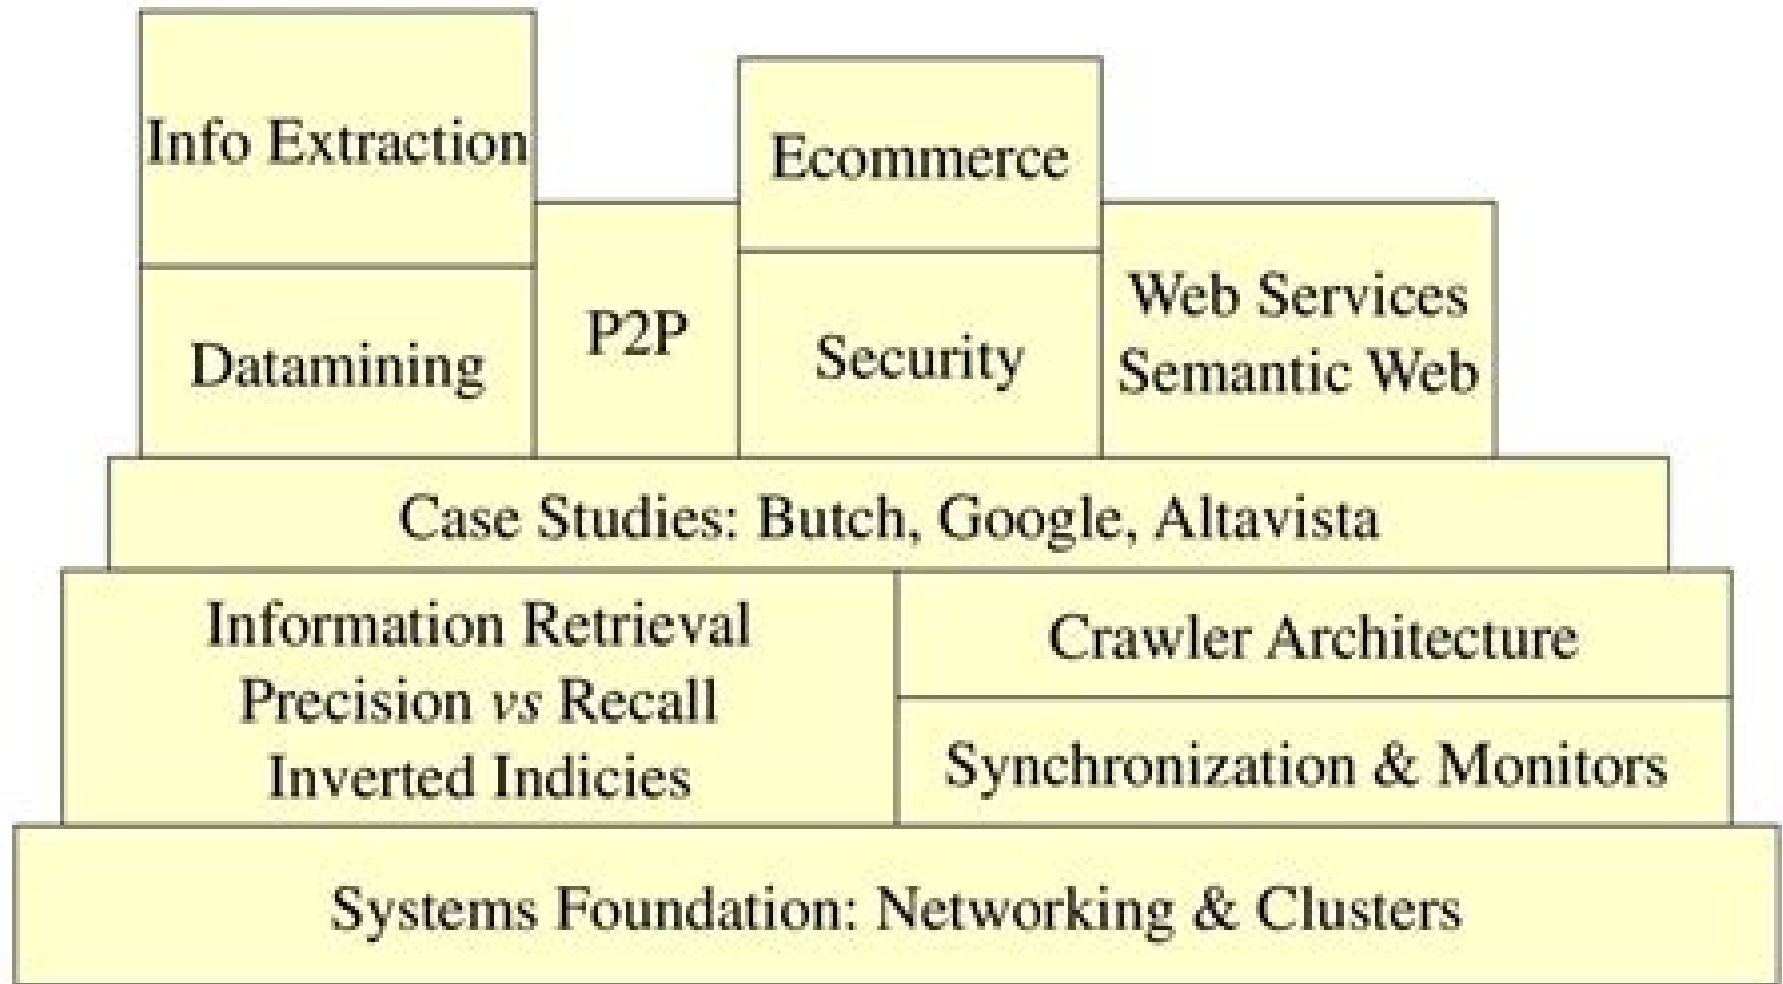 Info Extraction
Ecommerce
Datamining
P2P
Security
Web Services
Semantic Web
Case Studies: Butch, Google, Altavista
Information Retrieval
Precision vs Recall
Inverted Indicies
Crawler Architecture
Synchronization & Monitors
Systems Foundation: Networking & Clusters